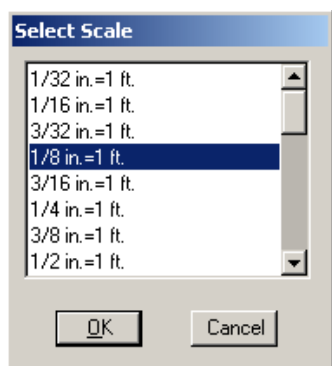 Select Scale
1/32 in.=1 ft.
1/16 in.=1 ft.
3/32 in.=1 ft.
1/8 in.=1 ft.
3/16 in.=1 ft.
1/4 in.=1 ft.
3/8 in.=1 ft.
1/2 in.=1 ft.
OK Cancel